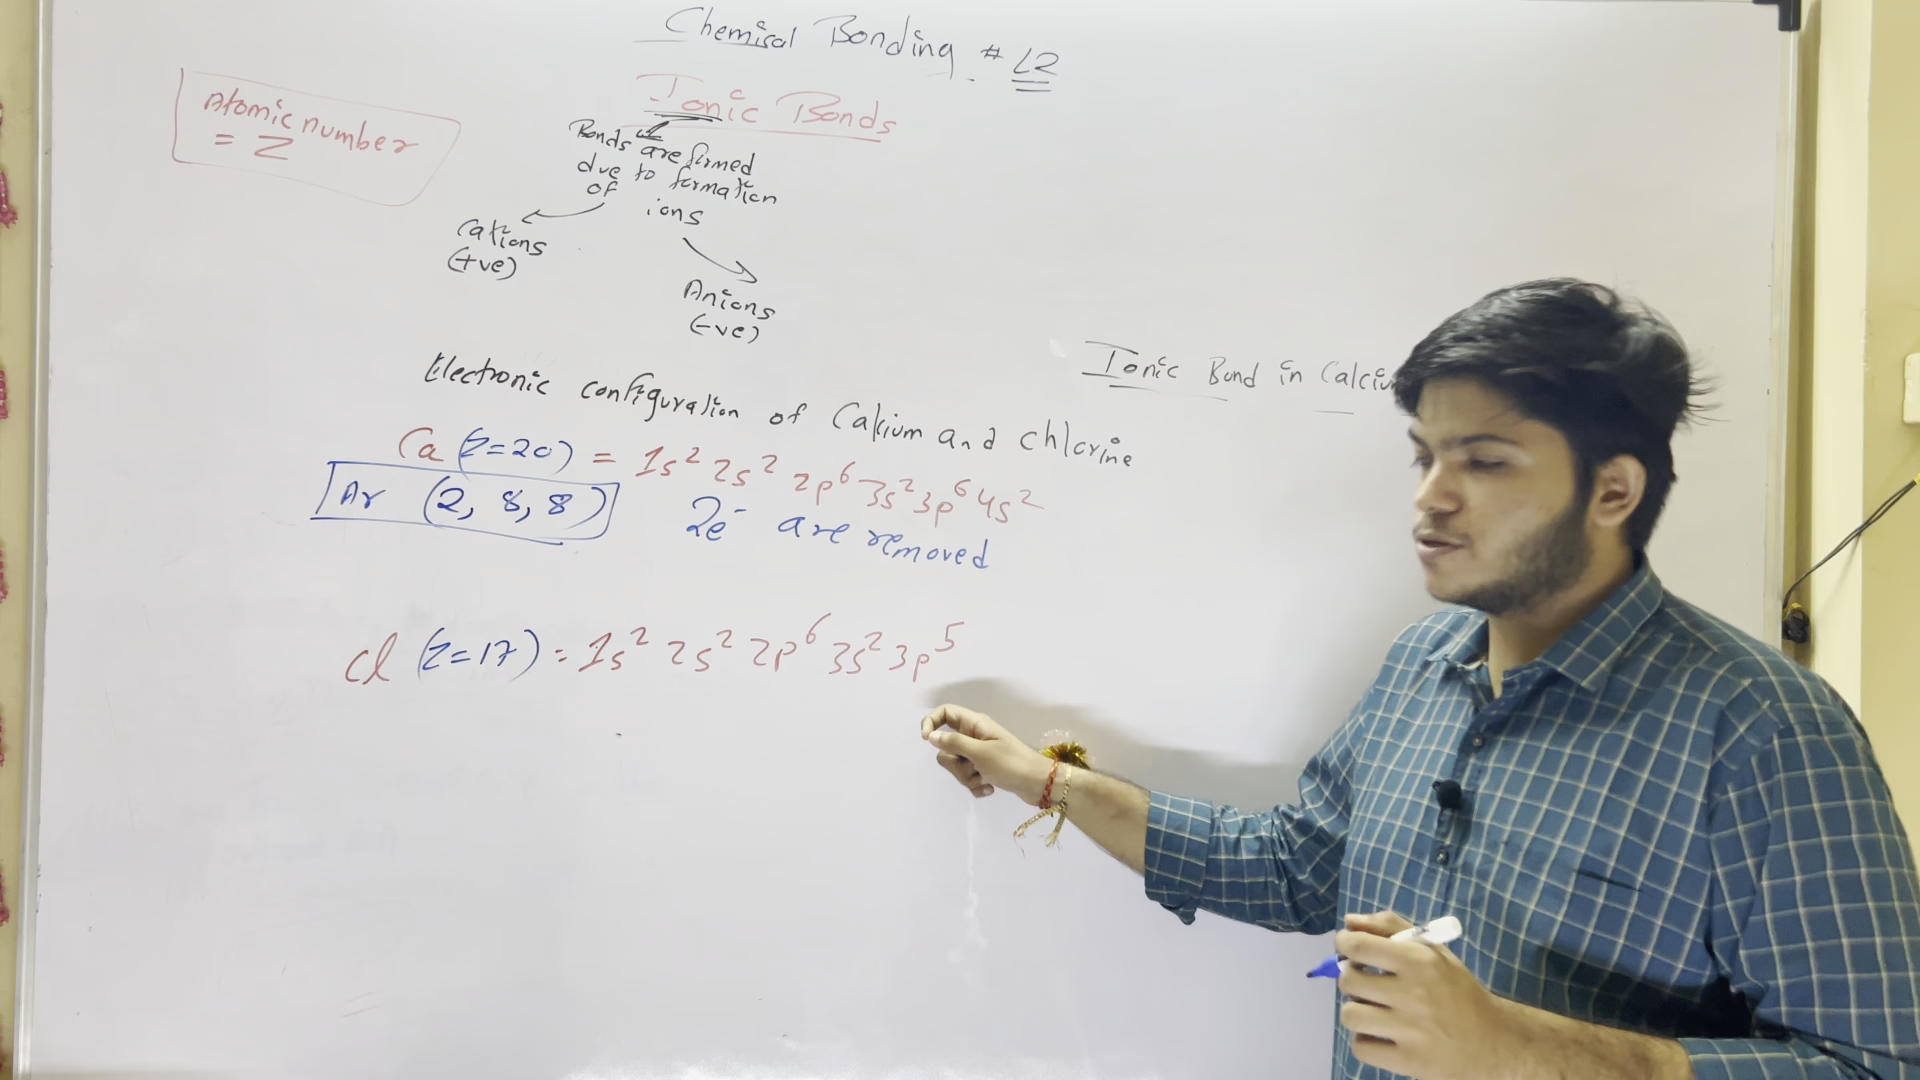 Chemical Bonding # L2
Ionic Bonds
Atomic number
= Z
Bonds are formed
due to formation
of ions
Cations
(+ve)
Anions
(-ve)
Ionic Bond in Calcium
Electronic configuration of Calcium and chlorine
Ca (Z=20) = 1s² 2s² 2p⁶ 3s² 3p⁶ 4s²
Ar (2, 8, 8)
2e⁻ are removed
Cl (Z=17) = 1s² 2s² 2p⁶ 3s² 3p⁵